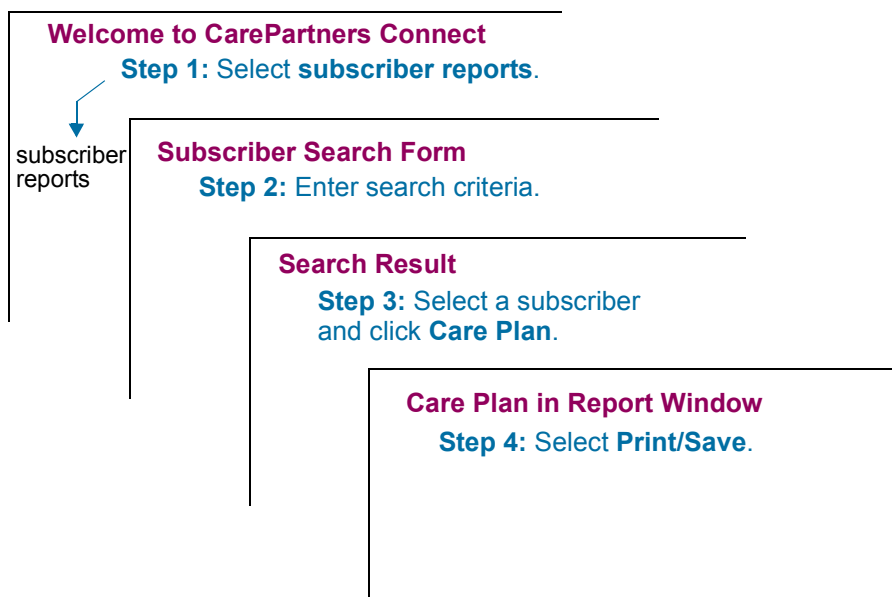 Welcome to CarePartners Connect
Step 1: Select subscriber reports.
subscriber
reports
Subscriber Search Form
Step 2: Enter search criteria.
Search Result
Step 3: Select a subscriber
and click Care Plan.
Care Plan in Report Window
Step 4: Select Print/Save.